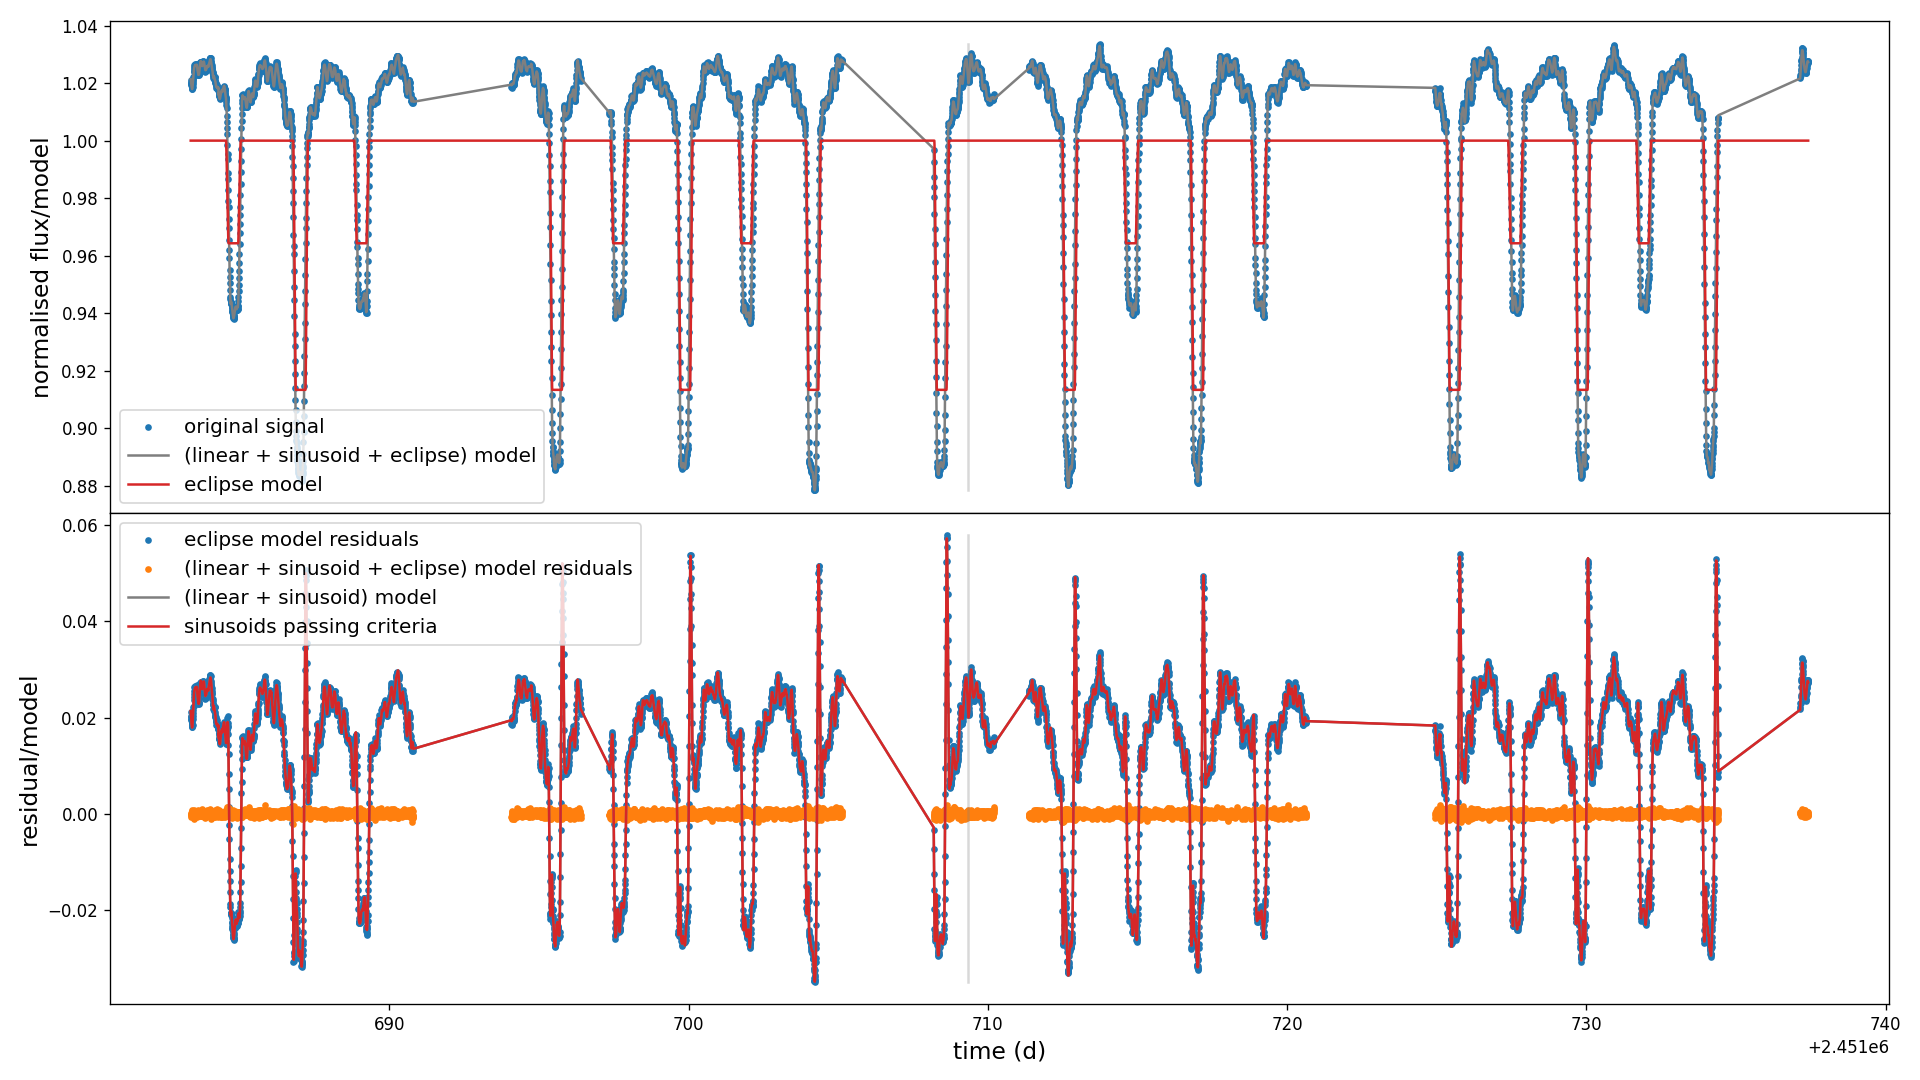 normalised flux/model
1.04
1.02
1.00
0.98
0.96
0.94
0.92
0.90
0.88
original signal
(linear + sinusoid + eclipse) model
eclipse model
residual/model
0.06
0.04
0.02
0.00
−0.02
eclipse model residuals
(linear + sinusoid + eclipse) model residuals
(linear + sinusoid) model
sinusoids passing criteria
690
700
710
720
730
740
time (d)
+2.451e6